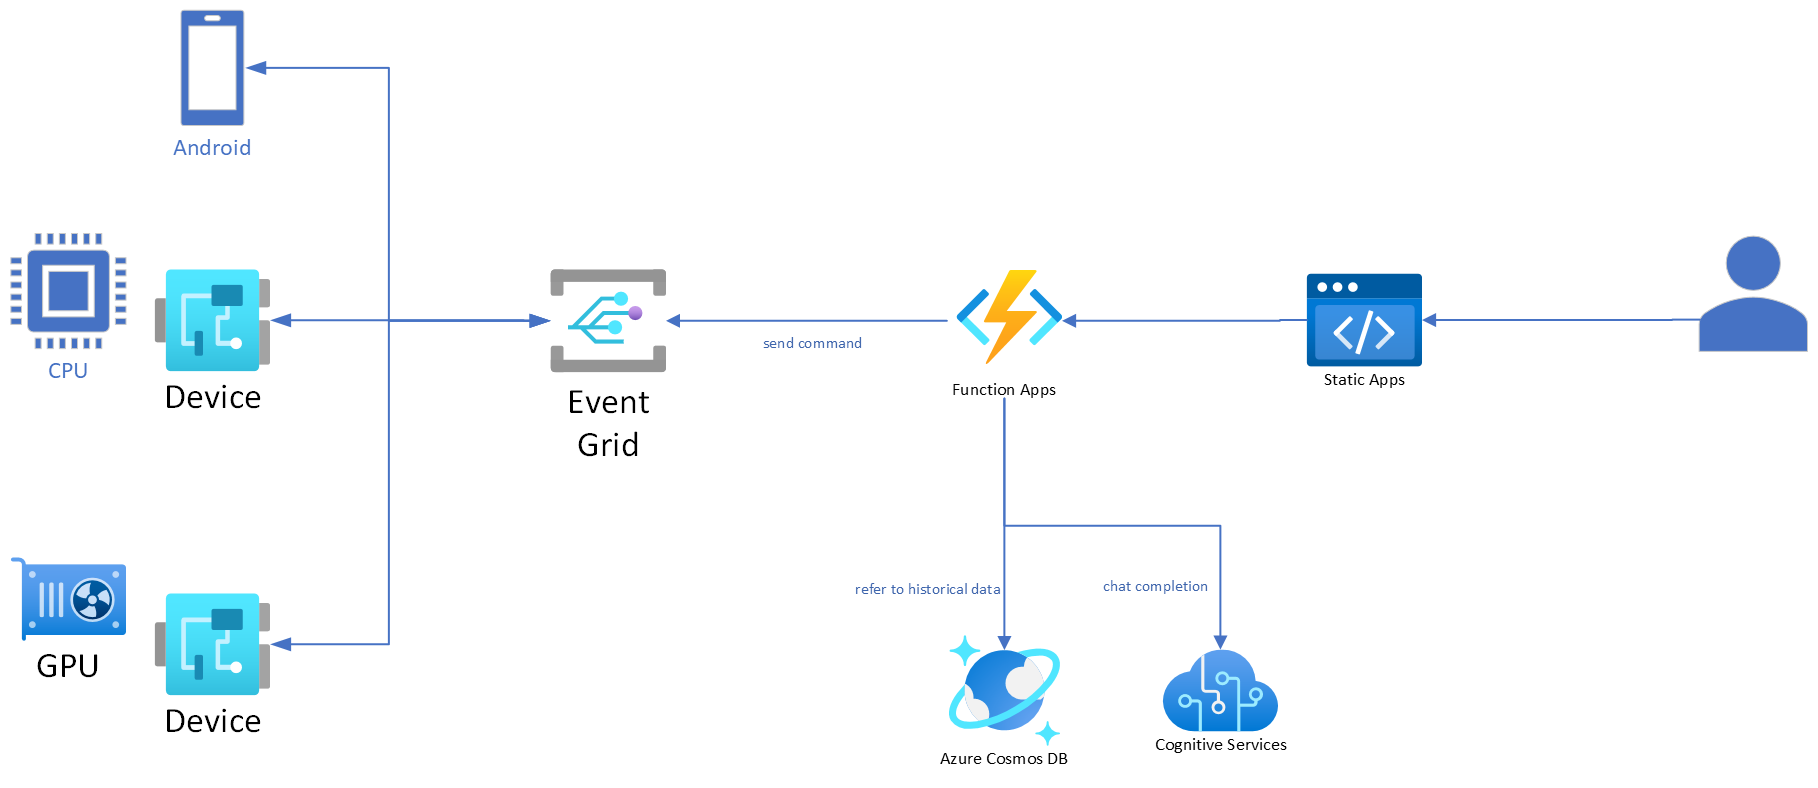 Android
CPU
Device
Event
Grid
send command
Function Apps
Static Apps
refer to historical data
chat completion
GPU
Device
Azure Cosmos DB
Cognitive Services